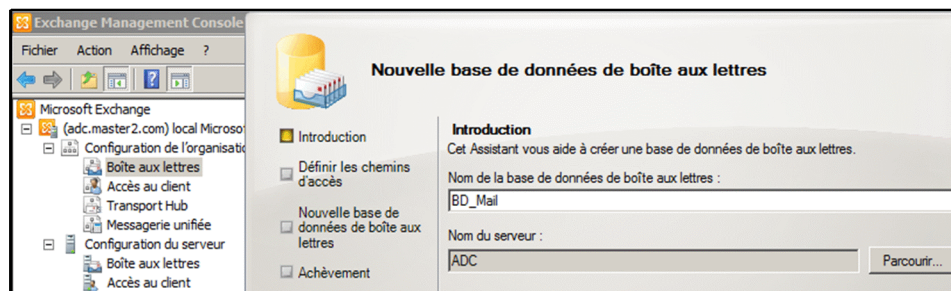 Exchange Management Console
Fichier Action Affichage ?
Microsoft Exchange
(adc.master2.com) local Microso
Configuration de l'organisatio
Boîte aux lettres
Accès au client
Transport Hub
Messagerie unifiée
Configuration du serveur
Boîte aux lettres
Accès au client
Nouvelle base de données de boîte aux lettres
Introduction
Définir les chemins
d'accès
Nouvelle base de
données de boîte aux
lettres
Achèvement
Introduction
Cet Assistant vous aide à créer une base de données de boîte aux lettres.
Nom de la base de données de boîte aux lettres :
BD_Mail
Nom du serveur :
ADC
Parcourir...